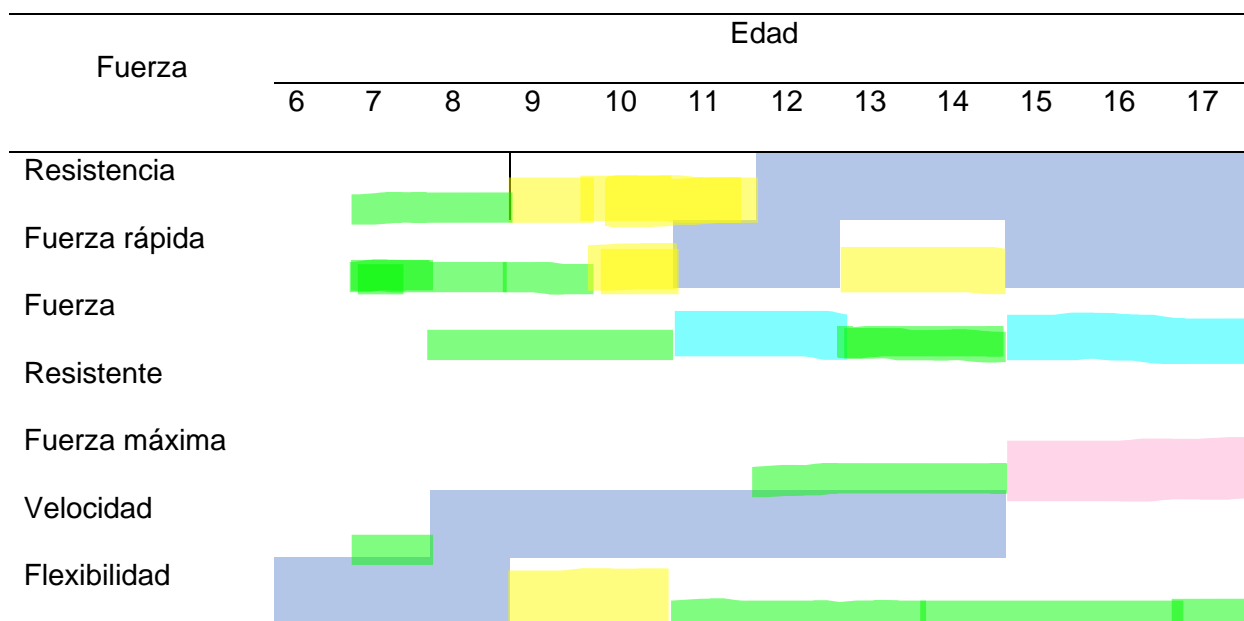 Edad
Fuerza
6 7 8 9 10 11 12 13 14 15 16 17
Resistencia
Fuerza rápida
Fuerza
Resistente
Fuerza máxima
Velocidad
Flexibilidad